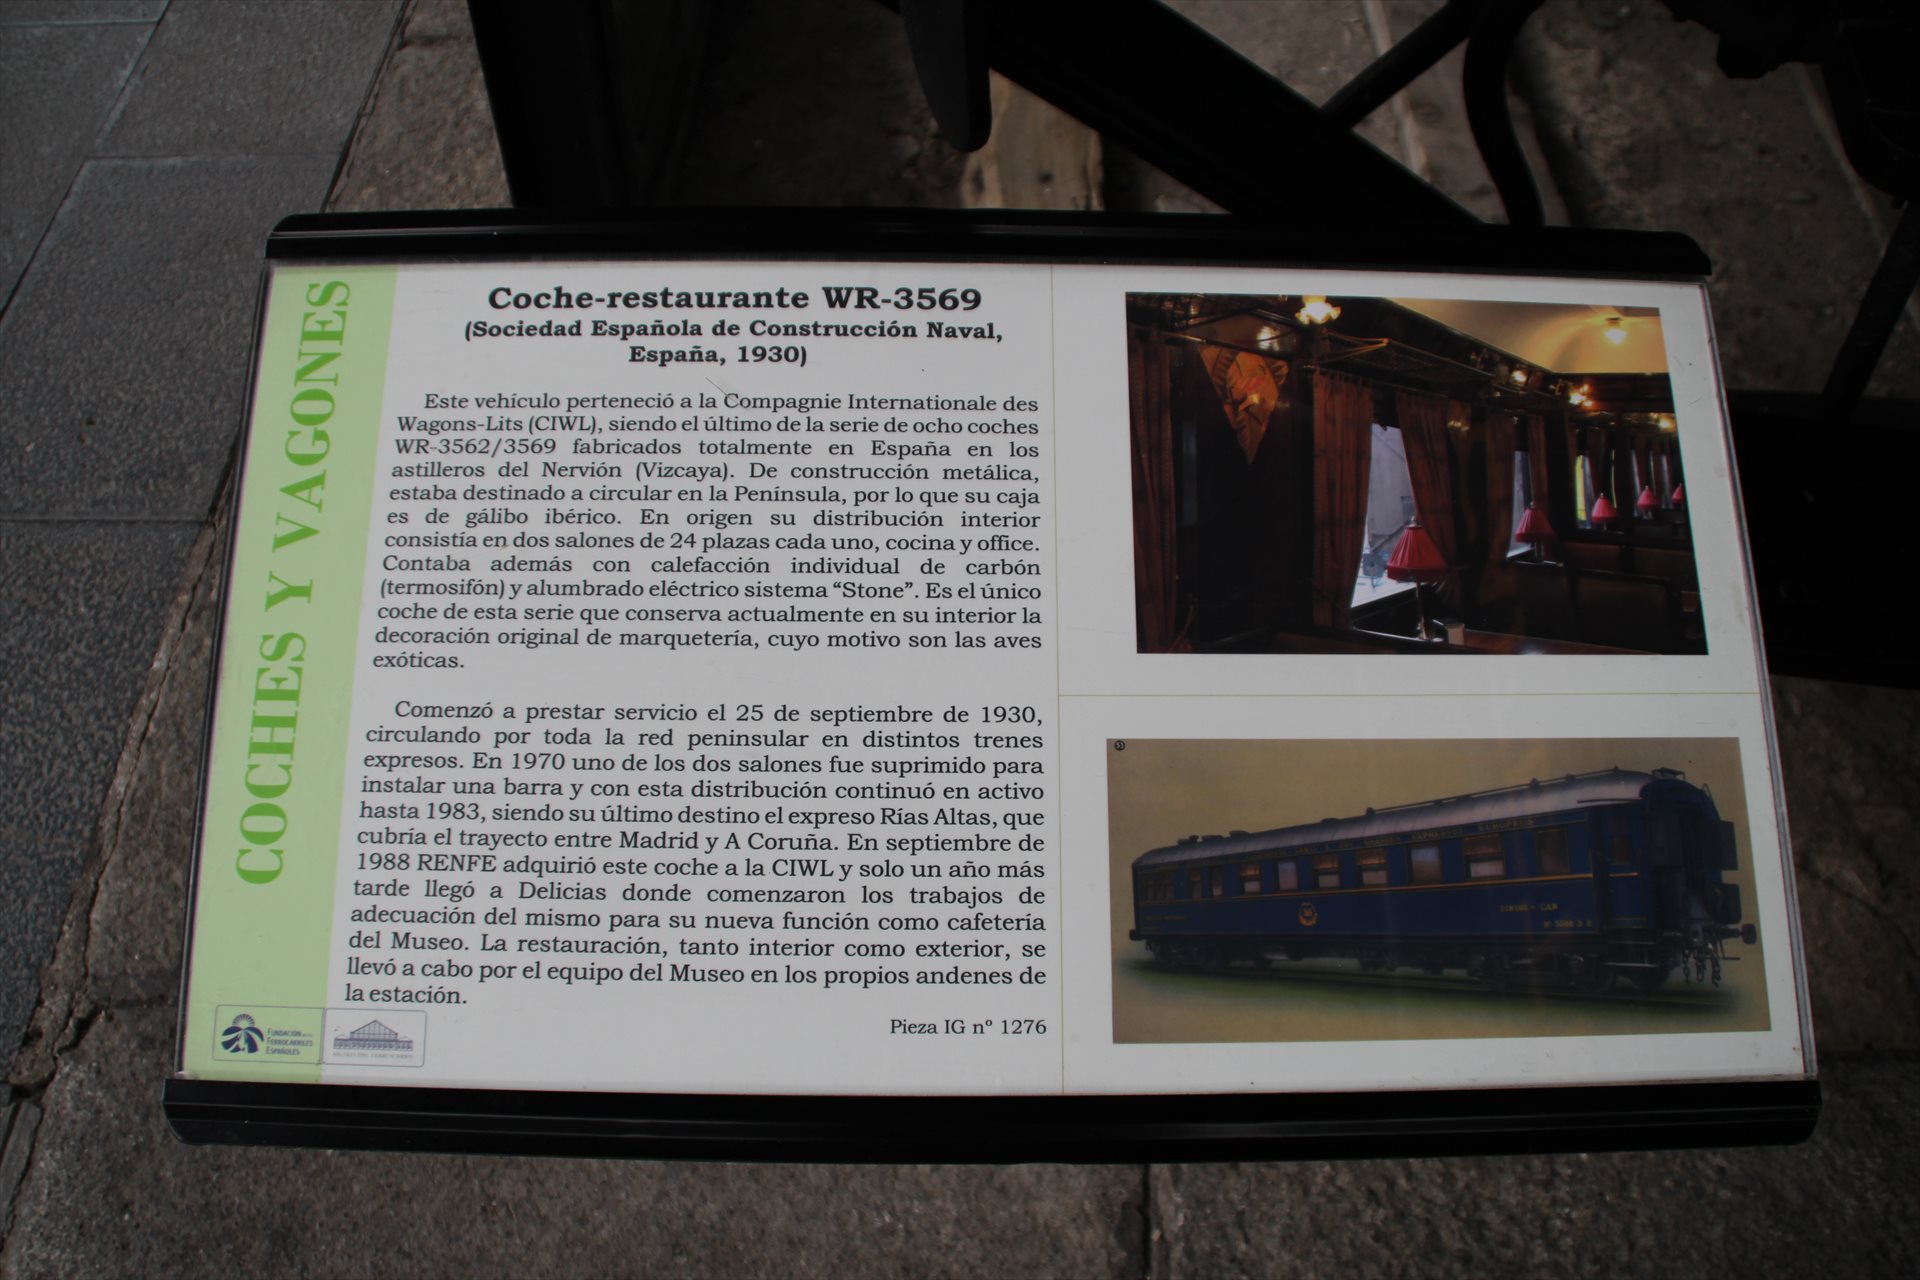 COCHES Y VAGONES
Coche-restaurante WR-3569
(Sociedad Española de Construcción Naval,
España, 1930)
Este vehículo perteneció a la Compagnie Internationale des
Wagons-Lits (CIWL), siendo el último de la serie de ocho coches
WR-3562/3569 fabricados totalmente en España en los
astilleros del Nervión (Vizcaya). De construcción metálica,
estaba destinado a circular en la Península, por lo que su caja
es de gálibo ibérico. En origen su distribución interior
consistía en dos salones de 24 plazas cada uno, cocina y office.
Contaba además con calefacción individual de carbón
(termosifón) y alumbrado eléctrico sistema “Stone”. Es el único
coche de esta serie que conserva actualmente en su interior la
decoración original de marquetería, cuyo motivo son las aves
exóticas.
Comenzó a prestar servicio el 25 de septiembre de 1930,
circulando por toda la red peninsular en distintos trenes
expresos. En 1970 uno de los dos salones fue suprimido para
instalar una barra y con esta distribución continuó en activo
hasta 1983, siendo su último destino el expreso Rías Altas, que
cubría el trayecto entre Madrid y A Coruña. En septiembre de
1988 RENFE adquirió este coche a la CIWL y solo un año más
tarde llegó a Delicias donde comenzaron los trabajos de
adecuación del mismo para su nueva función como cafetería
del Museo. La restauración, tanto interior como exterior, se
llevó a cabo por el equipo del Museo en los propios andenes de
la estación.
Pieza IG nº 1276
FUNDACIÓN DE LOS
FERROCARRILES
ESPAÑOLES
MUSEO DEL FERROCARRIL
EXPRESS EUROPEENS
DINING-CAR